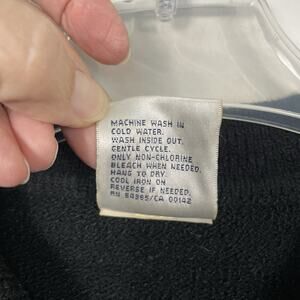 MACHINE WASH IN
COLD WATER.
WASH INSIDE OUT.
GENTLE CYCLE.
ONLY NON-CHLORINE
BLEACH WHEN NEEDED,
HANG TO DRY.
COOL IRON ON
REVERSE IF NEEDED.
RN 54965/CA 00142